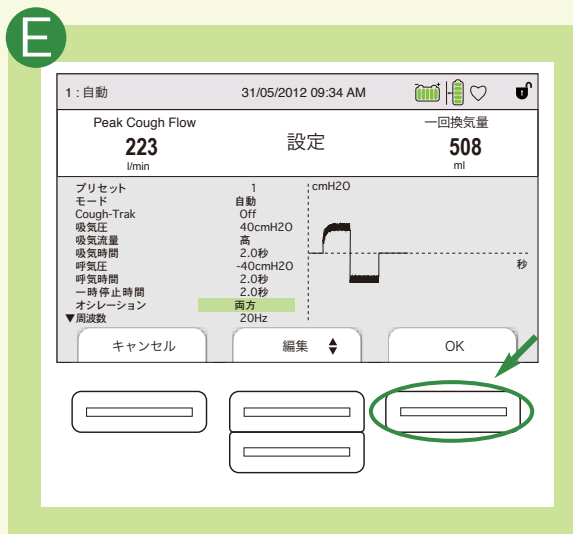 E
1 : 自動 31/05/2012 09:34 AM
Peak Cough Flow 設定 一回換気量
223 508
l/min ml
プリセット 1 cmH2O
モード 自動
Cough-Trak Off
吸気圧 40cmH2O
吸気流量 高
吸気時間 2.0秒
呼気圧 -40cmH2O 秒
呼気時間 2.0秒
一時停止時間 2.0秒
オシレーション 両方
▼周波数 20Hz
キャンセル 編集 OK